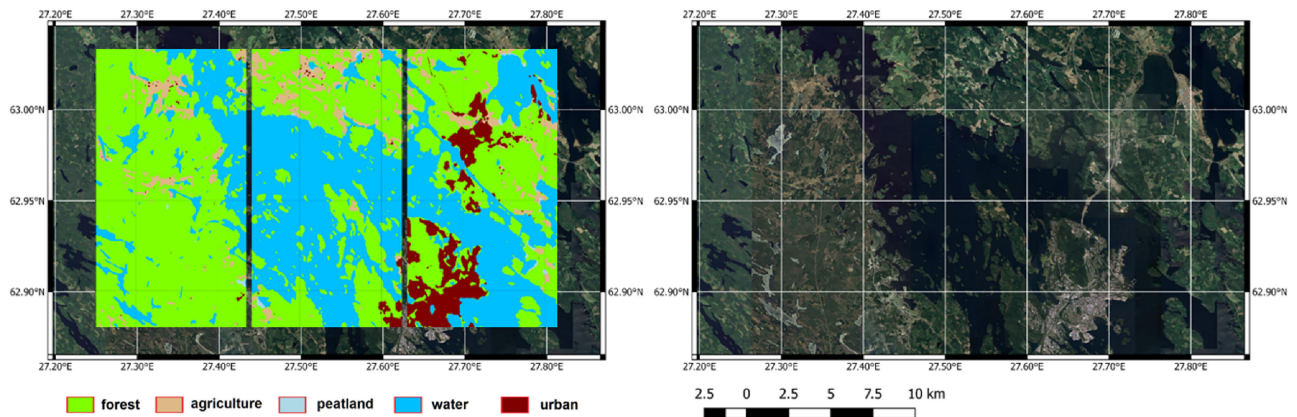 27.20°E 27.30°E 27.40°E 27.50°E 27.60°E 27.70°E 27.80°E
27.20°E 27.30°E 27.40°E 27.50°E 27.60°E 27.70°E 27.80°E
63.00°N 63.00°N 63.00°N 63.00°N
62.95°N 62.95°N 62.95°N 62.95°N
62.90°N 62.90°N 62.90°N 62.90°N
27.20°E 27.30°E 27.40°E 27.50°E 27.60°E 27.70°E 27.80°E
27.20°E 27.30°E 27.40°E 27.50°E 27.60°E 27.70°E 27.80°E
2.5 0 2.5 5 7.5 10 km
forest agriculture peatland water urban